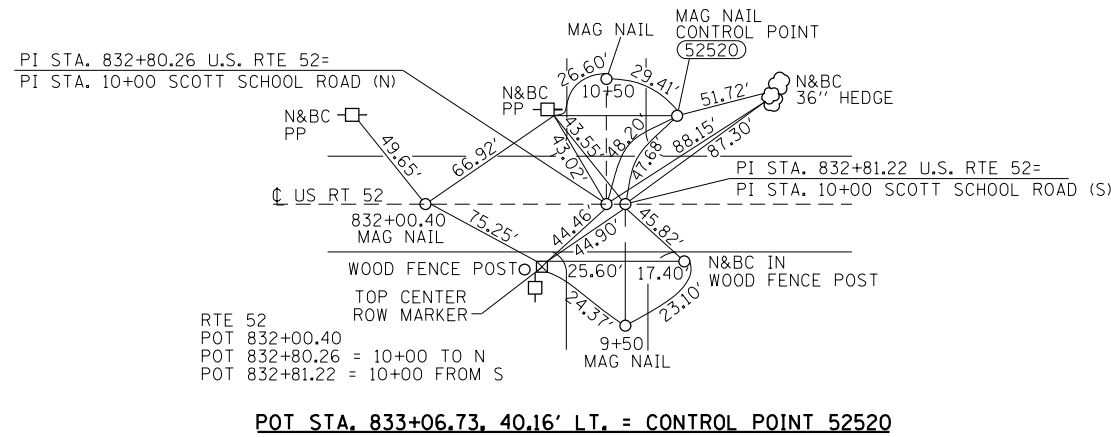 MAG NAIL
MAG NAIL
CONTROL POINT
52520
PI STA. 832+80.26 U.S. RTE 52=
PI STA. 10+00 SCOTT SCHOOL ROAD (N)
26.60'
29.41'
10+50
N&BC
36" HEDGE
51.72'
N&BC
PP
N&BC
PP
49.65'
66.92'
43.55'
43.02'
48.20'
47.68'
88.15'
87.30'
PI STA. 832+81.22 U.S. RTE 52=
PI STA. 10+00 SCOTT SCHOOL ROAD (S)
℄ US RT 52
832+00.40
MAG NAIL
75.25'
44.46'
44.90'
45.82'
WOOD FENCE POST
25.60'
17.40'
N&BC IN
WOOD FENCE POST
TOP CENTER
ROW MARKER
24.37'
23.10'
9+50
MAG NAIL
RTE 52
POT 832+00.40
POT 832+80.26 = 10+00 TO N
POT 832+81.22 = 10+00 FROM S
POT STA. 833+06.73, 40.16' LT. = CONTROL POINT 52520